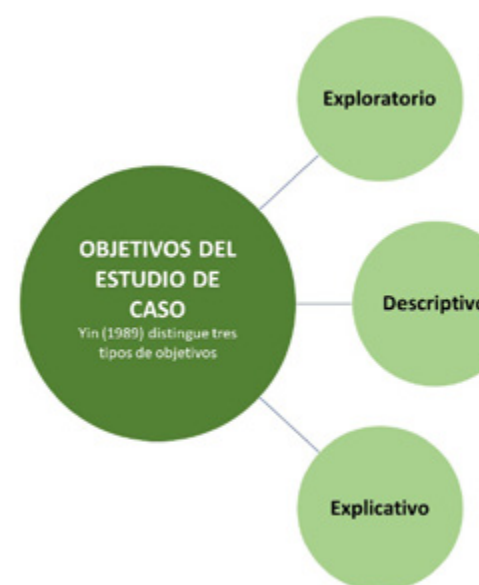 Exploratorio
OBJETIVOS DEL
ESTUDIO DE
CASO
Yin (1989) distingue tres
tipos de objetivos
Descriptivo
Explicativo